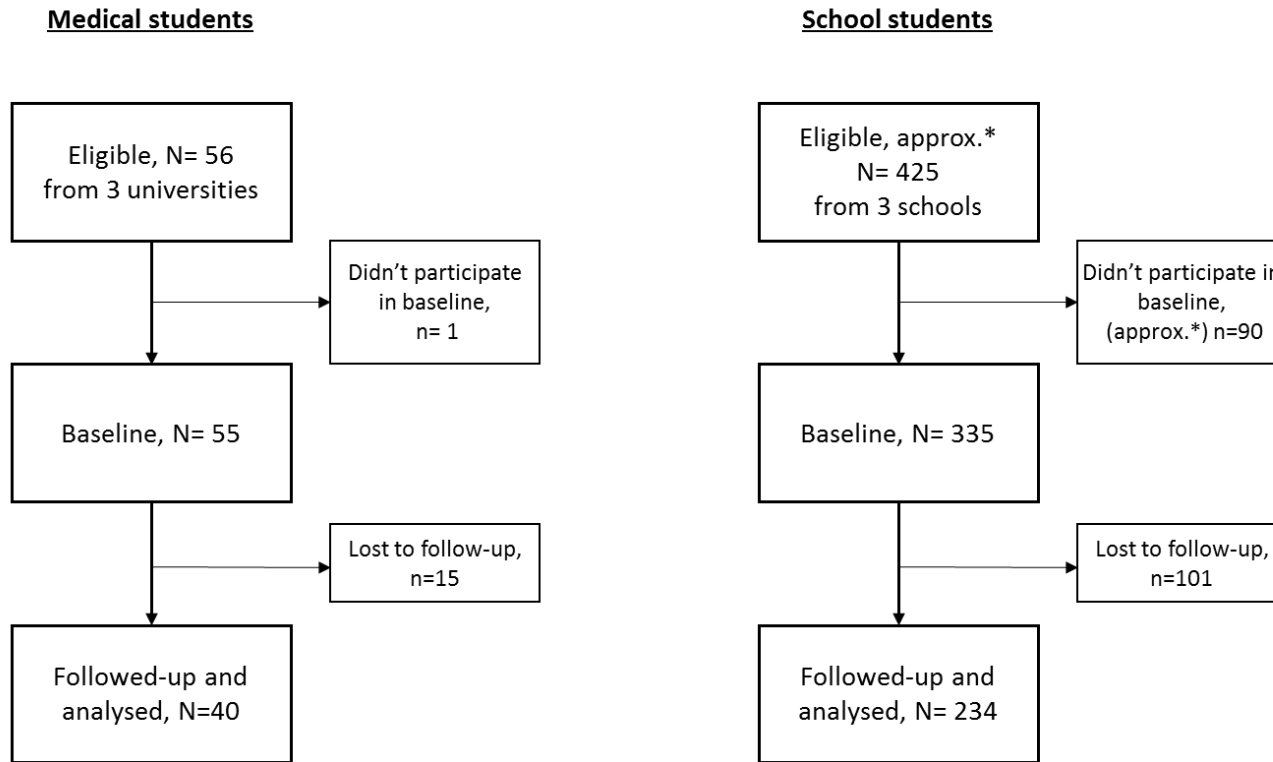 Medical students
Eligible, N= 56
from 3 universities
Didn't participate
in baseline,
n= 1
Baseline, N= 55
Lost to follow-up,
n=15
Followed-up and
analysed, N=40
School students
Eligible, approx.*
N= 425
from 3 schools
Didn't participate in
baseline,
(approx.*) n=90
Baseline, N= 335
Lost to follow-up,
n=101
Followed-up and
analysed, N= 234